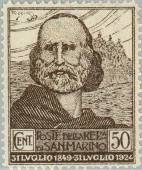 CENT.
POSTE DELLA REP.
DI SAN MARINO
50
31 LUGLIO 1849 - 31 LUGLIO 1924